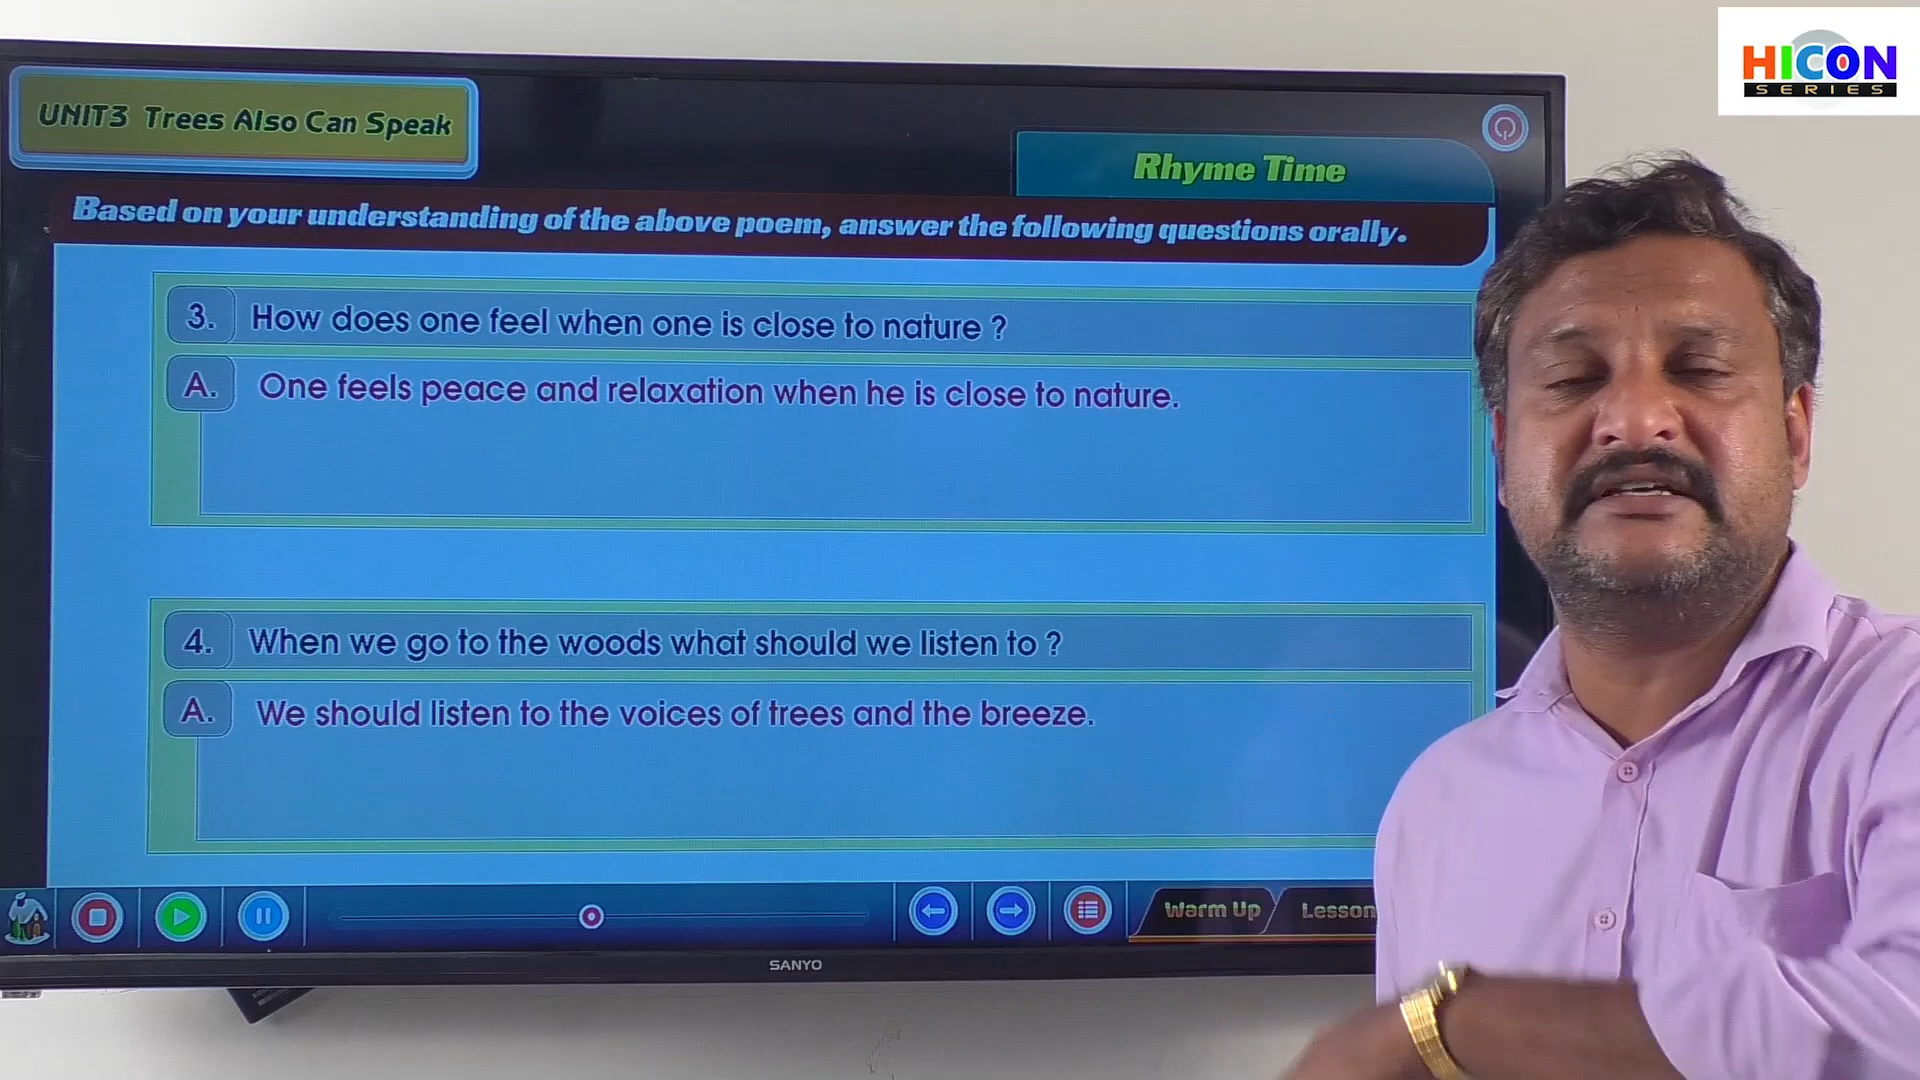 HICON
SERIES
UNIT3 Trees Also Can Speak
Rhyme Time
Based on your understanding of the above poem, answer the following questions orally.
3. How does one feel when one is close to nature ?
A. One feels peace and relaxation when he is close to nature.
4. When we go to the woods what should we listen to ?
A. We should listen to the voices of trees and the breeze.
Warm Up Lesson
SANYO